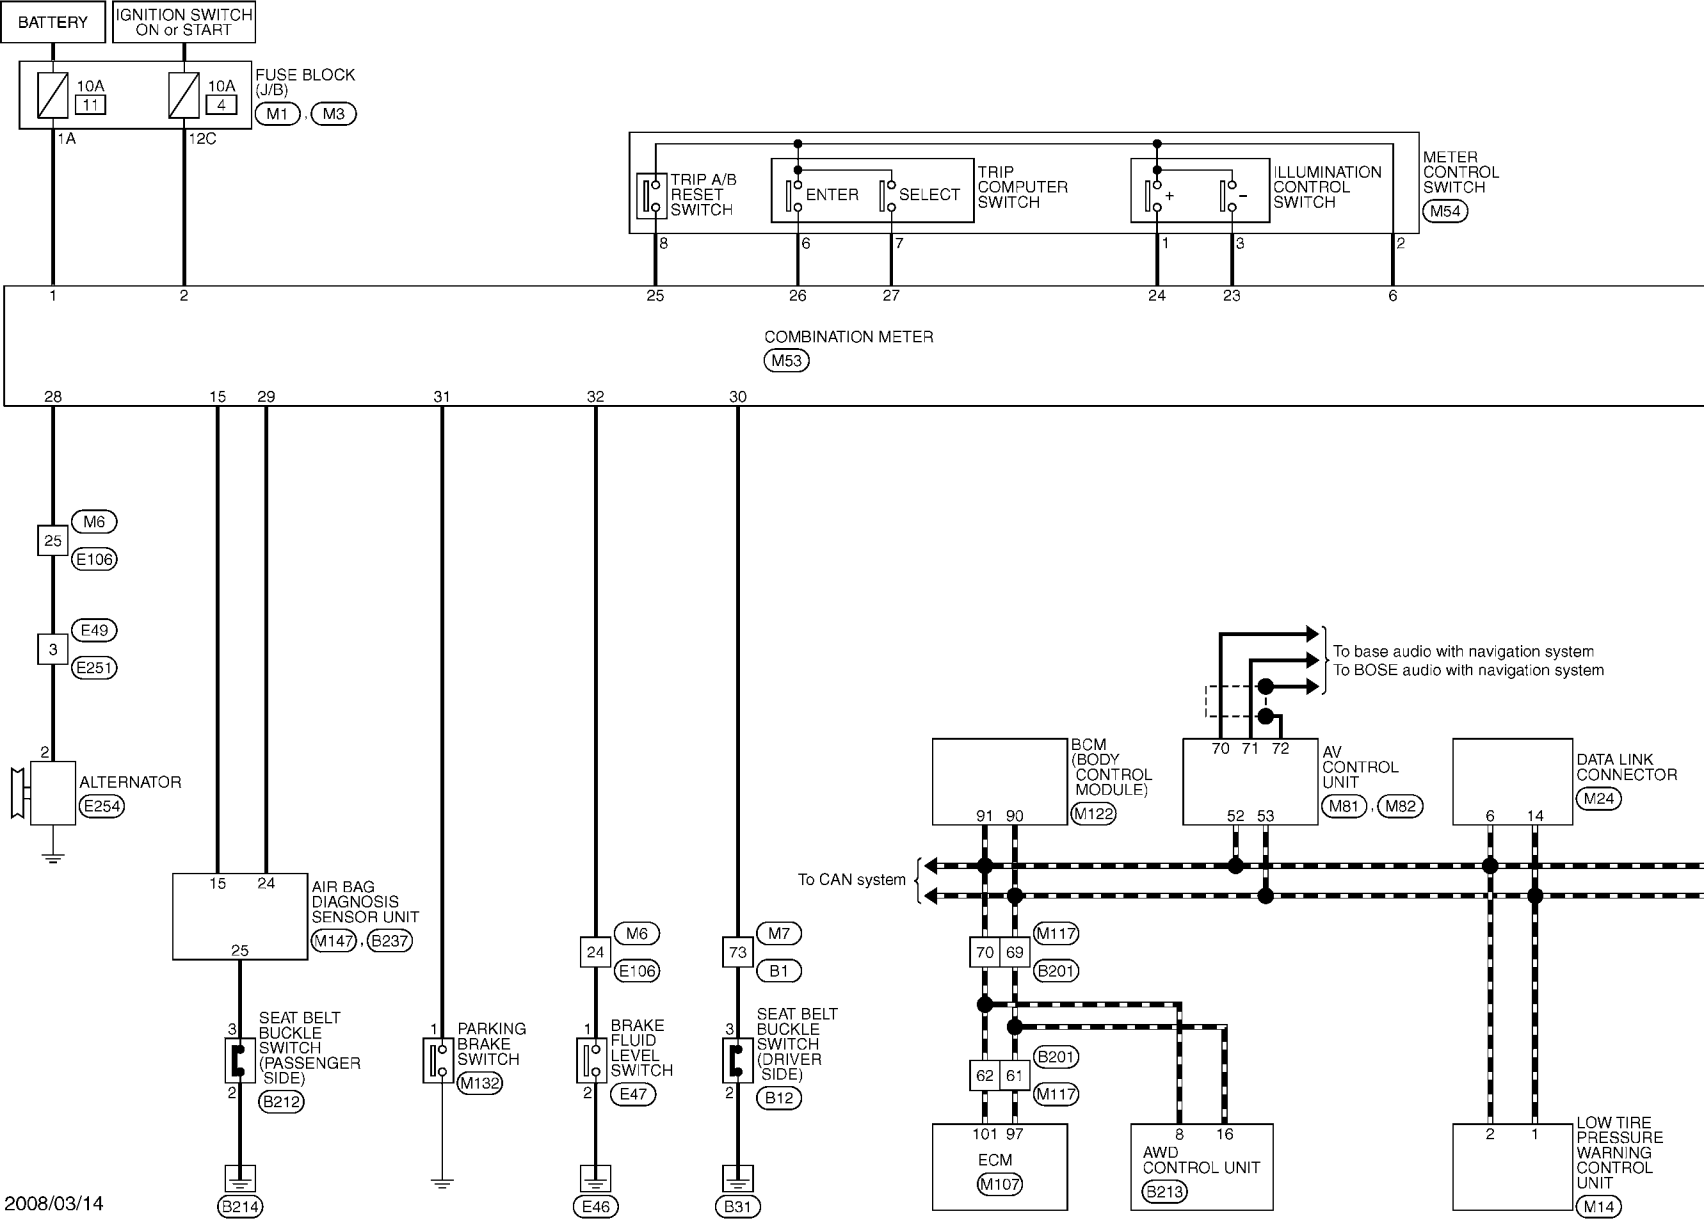 BATTERY
IGNITION SWITCH
ON or START
10A
11
10A
4
FUSE BLOCK
(J/B)
M1 , M3
1A
12C
TRIP A/B
RESET
SWITCH
ENTER
SELECT
TRIP
COMPUTER
SWITCH
+
−
ILLUMINATION
CONTROL
SWITCH
METER
CONTROL
SWITCH
M54
8
6
7
1
3
2
1
2
25
26
27
24
23
6
COMBINATION METER
M53
28
15
29
31
32
30
M6
25
E106
E49
3
E251
2
ALTERNATOR
E254
15
24
AIR BAG
DIAGNOSIS
SENSOR UNIT
M147 , B237
25
3
SEAT BELT
BUCKLE
SWITCH
(PASSENGER
SIDE)
B212
2
B214
1
PARKING
BRAKE
SWITCH
M132
M6
24
E106
1
BRAKE
FLUID
LEVEL
SWITCH
E47
2
E46
M7
73
B1
3
SEAT BELT
BUCKLE
SWITCH
(DRIVER
SIDE)
B12
2
B31
To base audio with navigation system
To BOSE audio with navigation system
BCM
(BODY
CONTROL
MODULE)
M122
91
90
70
71
72
AV
CONTROL
UNIT
M81 , M82
52
53
DATA LINK
CONNECTOR
M24
6
14
To CAN system
M117
70
69
B201
B201
62
61
M117
101
97
ECM
M107
8
16
AWD
CONTROL UNIT
B213
2
1
LOW TIRE
PRESSURE
WARNING
CONTROL
UNIT
M14
2008/03/14